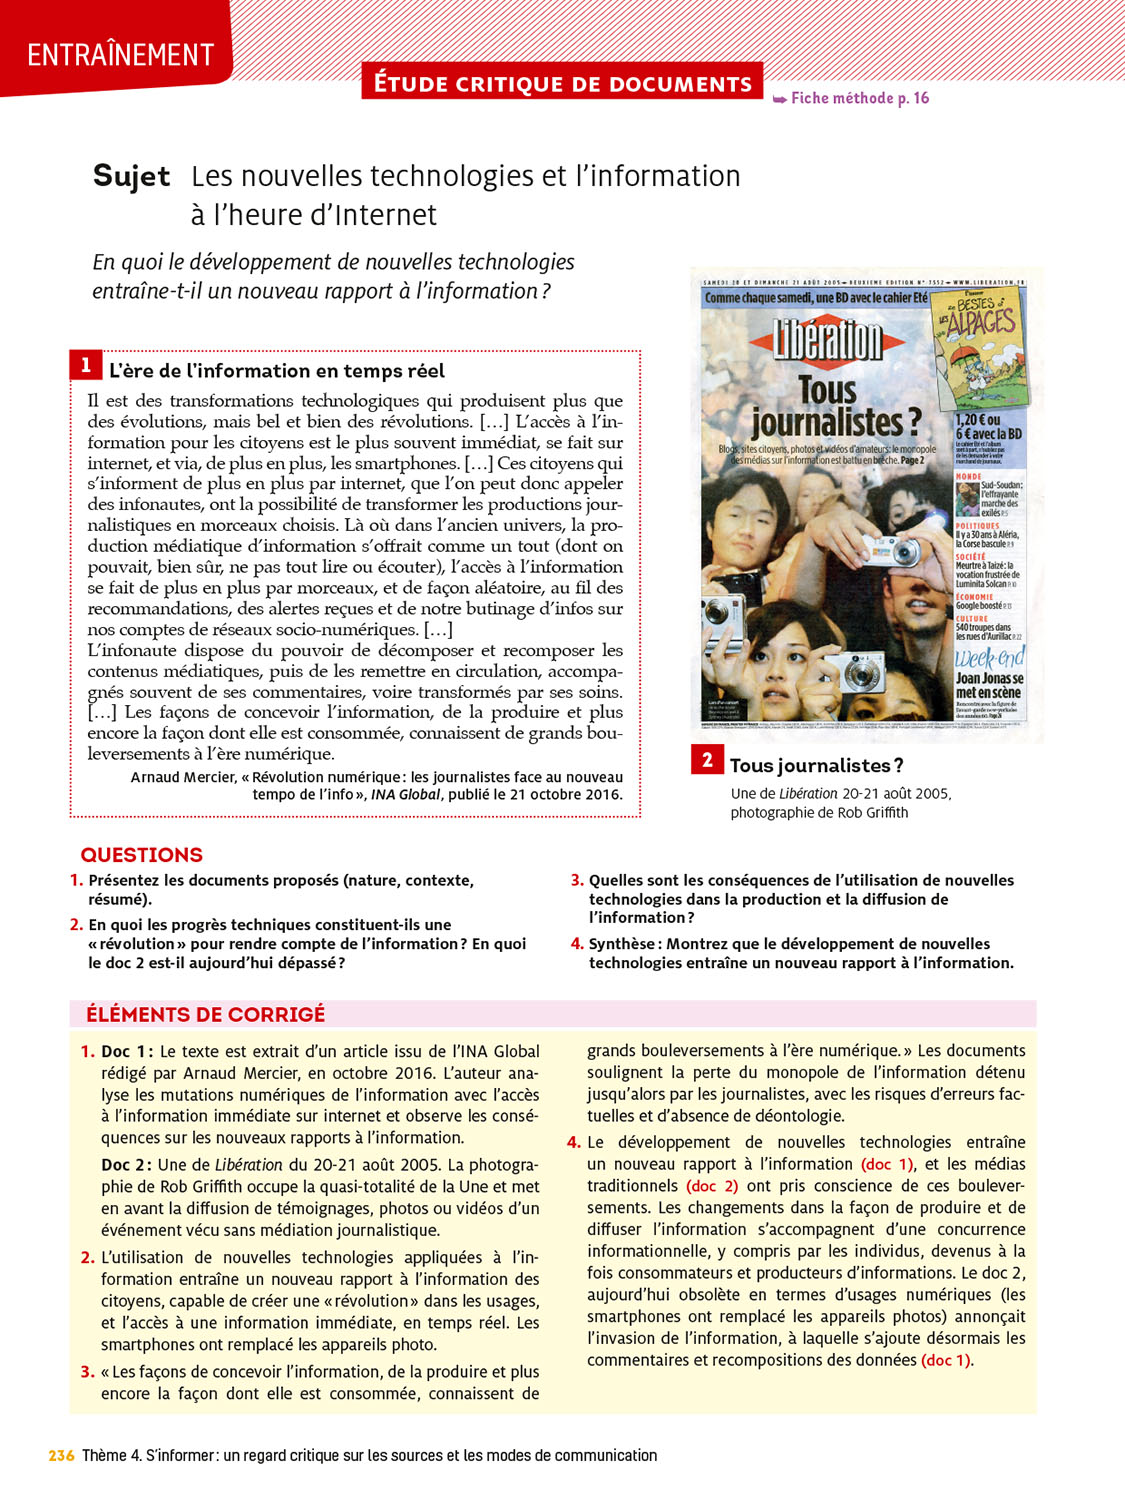 ENTRAÎNEMENT
ÉTUDE CRITIQUE DE DOCUMENTS
➥ Fiche méthode p. 16
Sujet Les nouvelles technologies et l'information
à l'heure d'Internet
En quoi le développement de nouvelles technologies
entraîne-t-il un nouveau rapport à l'information ?
1 L'ère de l'information en temps réel
Il est des transformations technologiques qui produisent plus que
des évolutions, mais bel et bien des révolutions. […] L'accès à l'in-
formation pour les citoyens est le plus souvent immédiat, se fait sur
internet, et via, de plus en plus, les smartphones. […] Ces citoyens qui
s'informent de plus en plus par internet, que l'on peut donc appeler
des infonautes, ont la possibilité de transformer les productions jour-
nalistiques en morceaux choisis. Là où dans l'ancien univers, la pro-
duction médiatique d'information s'offrait comme un tout (dont on
pouvait, bien sûr, ne pas tout lire ou écouter), l'accès à l'information
se fait de plus en plus par morceaux, et de façon aléatoire, au fil des
recommandations, des alertes reçues et de notre butinage d'infos sur
nos comptes de réseaux socio-numériques. […]
L'infonaute dispose du pouvoir de décomposer et recomposer les
contenus médiatiques, puis de les remettre en circulation, accompa-
gnés souvent de ses commentaires, voire transformés par ses soins.
[…] Les façons de concevoir l'information, de la produire et plus
encore la façon dont elle est consommée, connaissent de grands bou-
leversements à l'ère numérique.
Arnaud Mercier, « Révolution numérique : les journalistes face au nouveau
tempo de l'info », INA Global, publié le 21 octobre 2016.
SAMEDI 20 ET DIMANCHE 21 AOÛT 2005 – DEUXIEME EDITION N° 7552 – WWW.LIBERATION.FR
Comme chaque samedi, une BD avec le cahier Eté
BESTES
LES ALPAGES
Libération
Tous
journalistes ?
Blogs, sites citoyens, photos et vidéos d'amateurs: le monopole
des médias sur l'information est battu en brèche. Page 2
1,20 € ou
6 € avec la BD
MONDE
Sud-Soudan:
l'effrayante
marche des
exilés P.5
POLITIQUES
Il y a 30 ans à Aléria,
la Corse bascule P.9
SOCIÉTÉ
Meurtre à Taizé: la
vocation frustrée de
Luminita Solcan P.10
ÉCONOMIE
Google boosté P.13
CULTURE
540 troupes dans
les rues d'Aurillac P.22
Week-end
Joan Jonas se
met en scène
2 Tous journalistes ?
Une de Libération 20-21 août 2005,
photographie de Rob Griffith
QUESTIONS
1. Présentez les documents proposés (nature, contexte,
résumé).
2. En quoi les progrès techniques constituent-ils une
« révolution » pour rendre compte de l'information ? En quoi
le doc 2 est-il aujourd'hui dépassé ?
3. Quelles sont les conséquences de l'utilisation de nouvelles
technologies dans la production et la diffusion de
l'information ?
4. Synthèse : Montrez que le développement de nouvelles
technologies entraîne un nouveau rapport à l'information.
ÉLÉMENTS DE CORRIGÉ
1. Doc 1 : Le texte est extrait d'un article issu de l'INA Global
rédigé par Arnaud Mercier, en octobre 2016. L'auteur ana-
lyse les mutations numériques de l'information avec l'accès
à l'information immédiate sur internet et observe les consé-
quences sur les nouveaux rapports à l'information.
Doc 2 : Une de Libération du 20-21 août 2005. La photogra-
phie de Rob Griffith occupe la quasi-totalité de la Une et met
en avant la diffusion de témoignages, photos ou vidéos d'un
événement vécu sans médiation journalistique.
2. L'utilisation de nouvelles technologies appliquées à l'in-
formation entraîne un nouveau rapport à l'information des
citoyens, capable de créer une « révolution » dans les usages,
et l'accès à une information immédiate, en temps réel. Les
smartphones ont remplacé les appareils photo.
3. « Les façons de concevoir l'information, de la produire et plus
encore la façon dont elle est consommée, connaissent de
grands bouleversements à l'ère numérique. » Les documents
soulignent la perte du monopole de l'information détenu
jusqu'alors par les journalistes, avec les risques d'erreurs fac-
tuelles et d'absence de déontologie.
4. Le développement de nouvelles technologies entraîne
un nouveau rapport à l'information (doc 1), et les médias
traditionnels (doc 2) ont pris conscience de ces boulever-
sements. Les changements dans la façon de produire et de
diffuser l'information s'accompagnent d'une concurrence
informationnelle, y compris par les individus, devenus à la
fois consommateurs et producteurs d'informations. Le doc 2,
aujourd'hui obsolète en termes d'usages numériques (les
smartphones ont remplacé les appareils photos) annonçait
l'invasion de l'information, à laquelle s'ajoute désormais les
commentaires et recompositions des données (doc 1).
236 Thème 4. S'informer : un regard critique sur les sources et les modes de communication